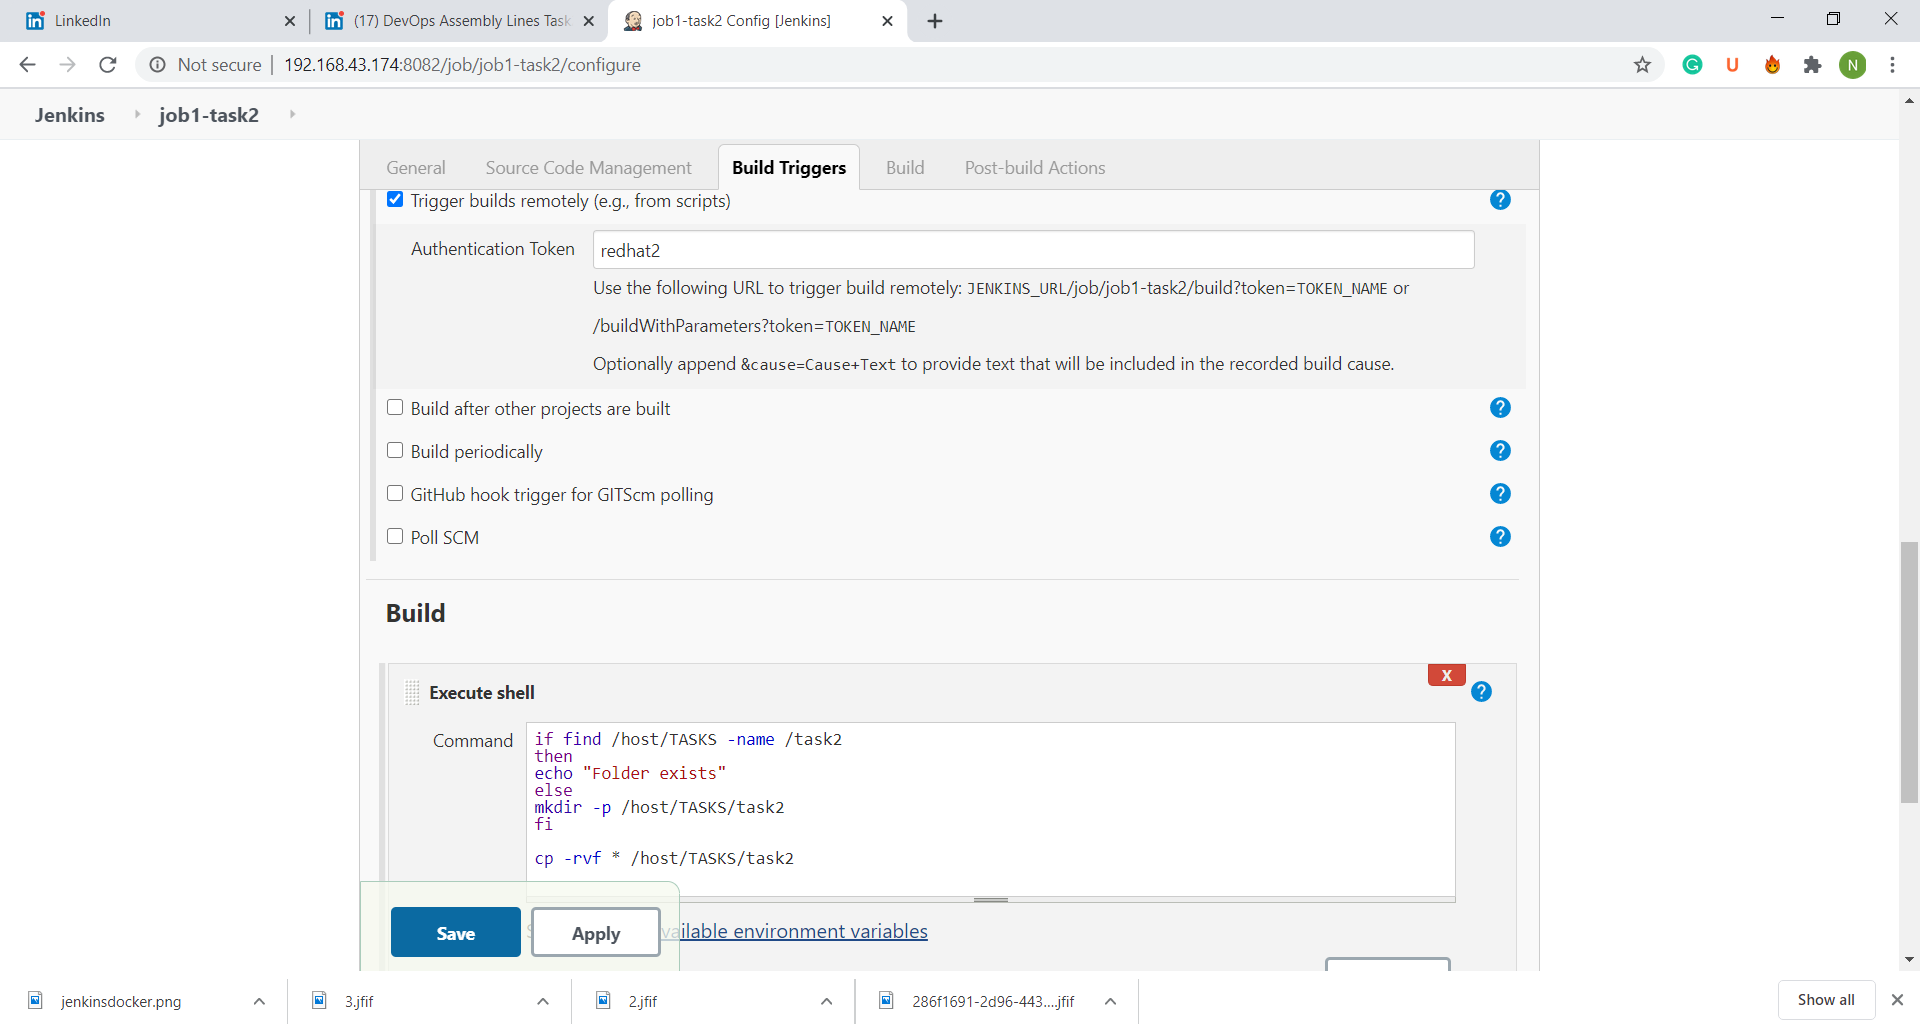 LinkedIn
(17) DevOps Assembly Lines Task
job1-task2 Config [Jenkins]
Not secure | 192.168.43.174:8082/job/job1-task2/configure
G
U
N
Jenkins
job1-task2
General
Source Code Management
Build Triggers
Build
Post-build Actions
Trigger builds remotely (e.g., from scripts)
?
Authentication Token
redhat2
Use the following URL to trigger build remotely: JENKINS_URL/job/job1-task2/build?token=TOKEN_NAME or
/buildWithParameters?token=TOKEN_NAME
Optionally append &cause=Cause+Text to provide text that will be included in the recorded build cause.
Build after other projects are built
?
Build periodically
?
GitHub hook trigger for GITScm polling
?
Poll SCM
?
Build
X
Execute shell
?
Command
if find /host/TASKS -name /task2
then
echo "Folder exists"
else
mkdir -p /host/TASKS/task2
fi
cp -rvf * /host/TASKS/task2
Save
Apply
environment variables
jenkinsdocker.png
3.jfif
2.jfif
286f1691-2d96-443....jfif
Show all